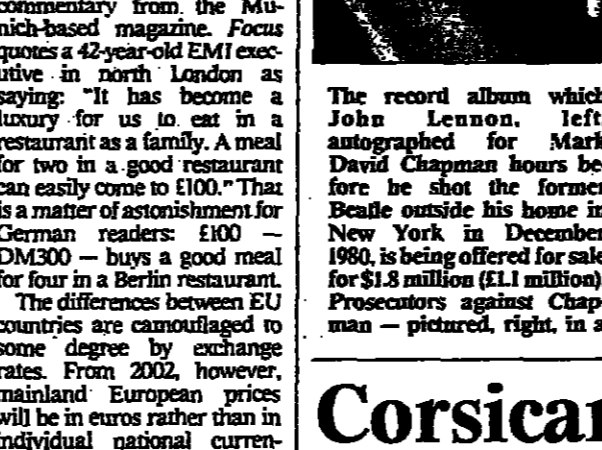 commentary from the Mu-
nich-based magazine. Focus
quotes a 42-year-old EMI exec-
utive in north London as
saying: "It has become a
luxury for us to eat in a
restaurant as a family. A meal
for two in a good restaurant
can easily come to £100." That
is a matter of astonishment for
German readers: £100 —
DM300 — buys a good meal
for four in a Berlin restaurant.
The differences between EU
countries are camouflaged to
some degree by exchange
rates. From 2002, however,
mainland European prices
will be in euros rather than in
individual national curren-
The record album which
John Lennon, left,
autographed for Mark
David Chapman hours be-
fore he shot the former
Beatle outside his home in
New York in December
1980, is being offered for sale
for $1.8 million (£1.1 million).
Prosecutors against Chap-
man — pictured, right, in a
Corsican